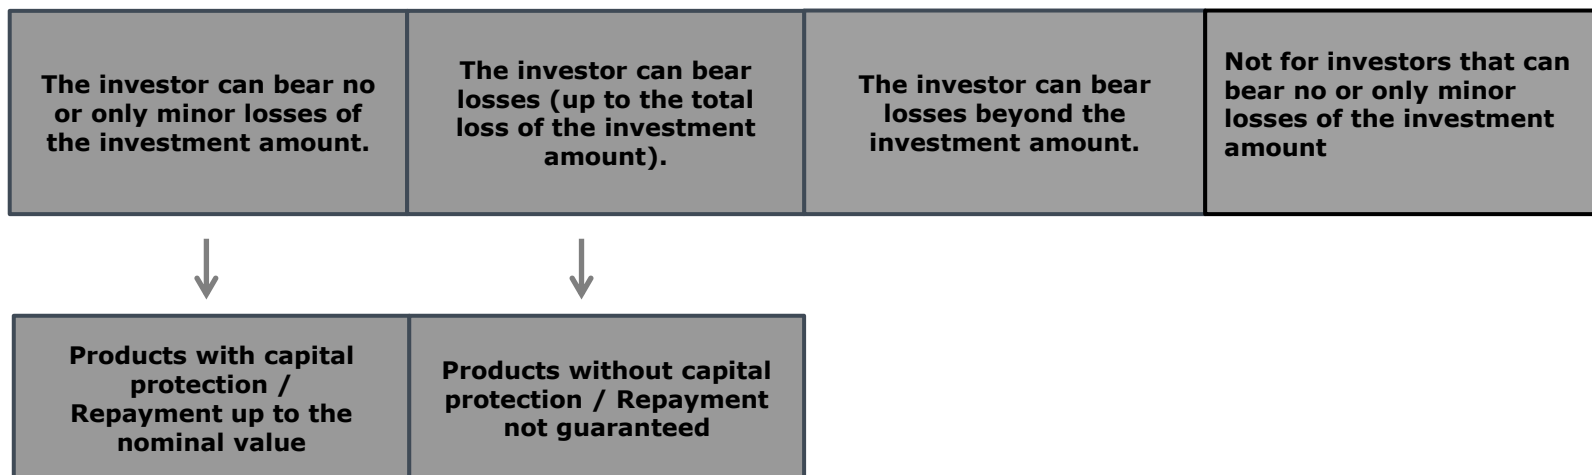 The investor can bear no
or only minor losses of
the investment amount.
The investor can bear
losses (up to the total
loss of the investment
amount).
The investor can bear
losses beyond the
investment amount.
Not for investors that can
bear no or only minor
losses of the investment
amount
Products with capital
protection /
Repayment up to the
nominal value
Products without capital
protection / Repayment
not guaranteed